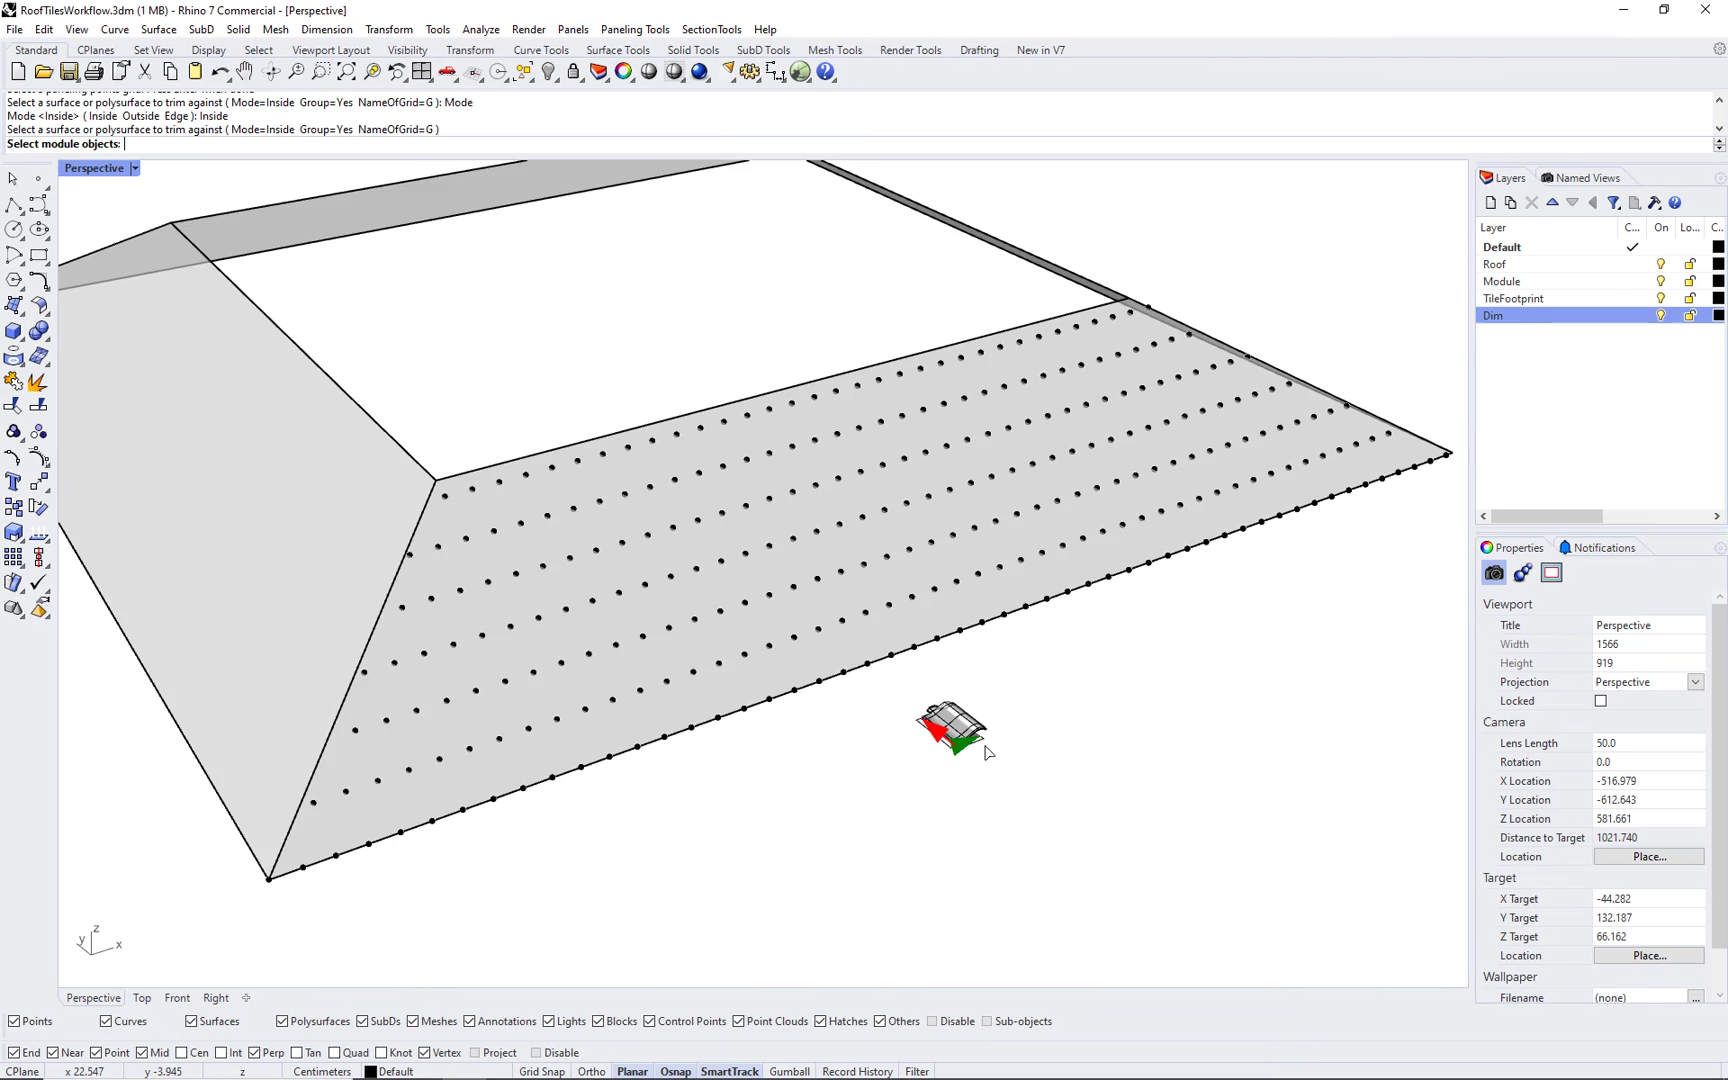 RoofTilesWorkflow.3dm (1 MB) - Rhino 7 Commercial - [Perspective]
File Edit View Curve Surface SubD Solid Mesh Dimension Transform Tools Analyze Render Panels Paneling Tools SectionTools Help
Standard CPlanes Set View Display Select Viewport Layout Visibility Transform Curve Tools Surface Tools Solid Tools SubD Tools Mesh Tools Render Tools Drafting New in V7
Select a surface or polysurface to trim against ( Mode=Inside Group=Yes NameOfGrid=G ): Mode
Mode <Inside> ( Inside Outside Edge ): Inside
Select a surface or polysurface to trim against ( Mode=Inside Group=Yes NameOfGrid=G )
Select module objects:
Perspective
Layers Named Views
Layer C... On Lo... C...
Default
Roof
Module
TileFootprint
Dim
Properties Notifications
Viewport
Title Perspective
Width 1566
Height 919
Projection Perspective
Locked
Camera
Lens Length 50.0
Rotation 0.0
X Location -516.979
Y Location -612.643
Z Location 581.661
Distance to Target 1021.740
Location Place...
Target
X Target -44.282
Y Target 132.187
Z Target 66.162
Location Place...
Wallpaper
Filename (none) ...
z
y x
Perspective Top Front Right
Points Curves Surfaces Polysurfaces SubDs Meshes Annotations Lights Blocks Control Points Point Clouds Hatches Others Disable Sub-objects
End Near Point Mid Cen Int Perp Tan Quad Knot Vertex Project Disable
CPlane x 22.547 y -3.945 z Centimeters Default Grid Snap Ortho Planar Osnap SmartTrack Gumball Record History Filter